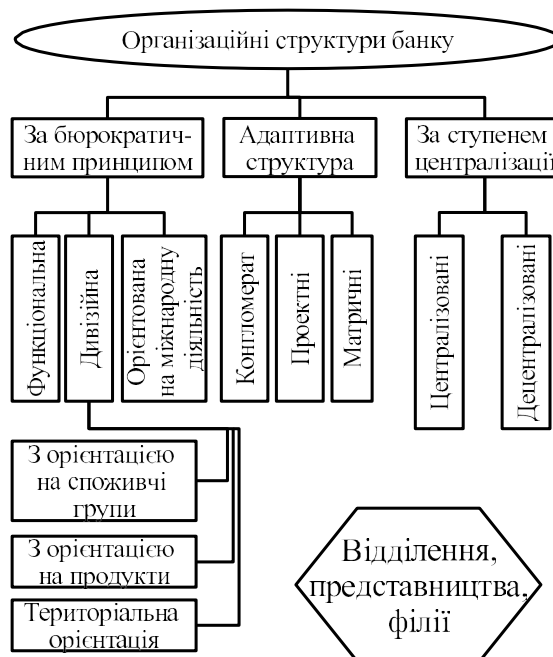 Організаційні структури банку
За бюрократич-
ним принципом
Адаптивна
структура
За ступенем
централізації
Функціональна
Дивізійна
Орієнтована
на міжнародну
діяльність
Конгломерат
Проектні
Матричні
Централізовані
Децентралізовані
З орієнтацією
на споживчі
групи
З орієнтацією
на продукти
Територіальна
орієнтація
Відділення,
представництва,
філії